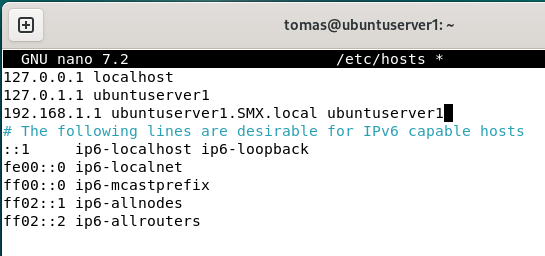 tomas@ubuntuserver1: ~
GNU nano 7.2 /etc/hosts *
127.0.0.1 localhost
127.0.1.1 ubuntuserver1
192.168.1.1 ubuntuserver1.SMX.local ubuntuserver1
# The following lines are desirable for IPv6 capable hosts
::1     ip6-localhost ip6-loopback
fe00::0 ip6-localnet
ff00::0 ip6-mcastprefix
ff02::1 ip6-allnodes
ff02::2 ip6-allrouters